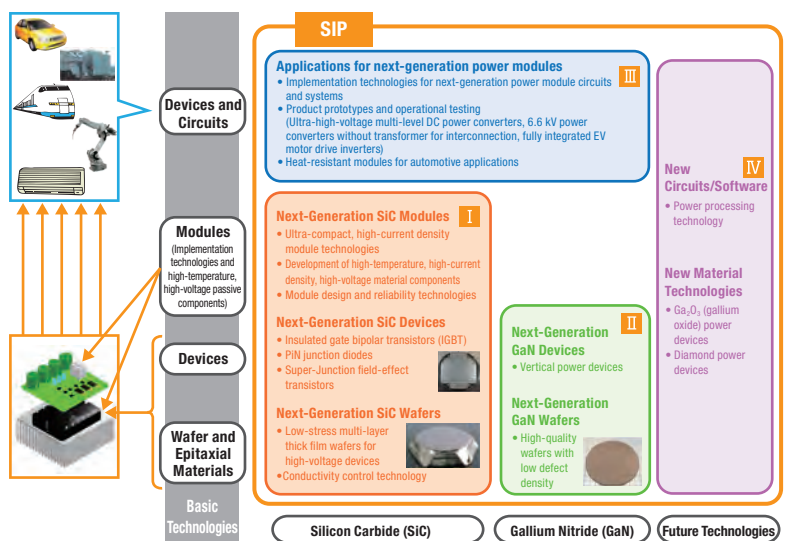 SIP
Devices and
Circuits
Modules
(Implementation
technologies and
high-temperature,
high-voltage passive
components)
Devices
Wafer and
Epitaxial
Materials
Basic
Technologies
Applications for next-generation power modules
III
• Implementation technologies for next-generation power module circuits
and systems
• Product prototypes and operational testing
(Ultra-high-voltage multi-level DC power converters, 6.6 kV power
converters without transformer for interconnection, fully integrated EV
motor drive inverters)
• Heat-resistant modules for automotive applications
Next-Generation SiC Modules
I
• Ultra-compact, high-current density
module technologies
• Development of high-temperature, high-current
density, high-voltage material components
• Module design and reliability technologies
Next-Generation SiC Devices
• Insulated gate bipolar transistors (IGBT)
• PiN junction diodes
• Super-Junction field-effect
transistors
Next-Generation SiC Wafers
• Low-stress multi-layer
thick film wafers for
high-voltage devices
•Conductivity control technology
II
Next-Generation
GaN Devices
• Vertical power devices
Next-Generation
GaN Wafers
• High-quality
wafers with
low defect
density
IV
New
Circuits/Software
• Power processing
technology
New Material
Technologies
• Ga₂O₃ (gallium
oxide) power
devices
• Diamond power
devices
Silicon Carbide (SiC)
Gallium Nitride (GaN)
Future Technologies